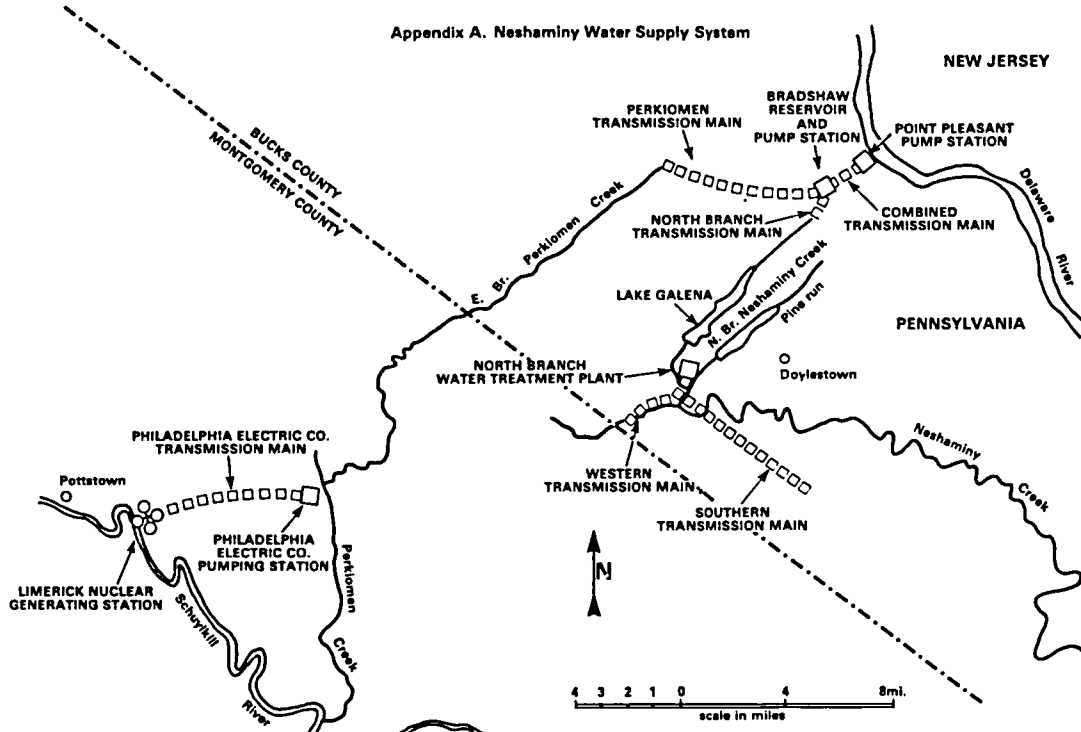 Appendix A. Neshaminy Water Supply System
NEW JERSEY
BRADSHAW
RESERVOIR
AND
PUMP STATION
PERKIOMEN
TRANSMISSION MAIN
POINT PLEASANT
PUMP STATION
BUCKS COUNTY
MONTGOMERY COUNTY
Delaware
River
COMBINED
TRANSMISSION MAIN
NORTH BRANCH
TRANSMISSION MAIN
E. Br. Perkiomen Creek
LAKE GALENA
N. Br. Neshaminy Creek
Pine run
PENNSYLVANIA
NORTH BRANCH
WATER TREATMENT PLANT
Doylestown
Neshaminy
Creek
PHILADELPHIA ELECTRIC CO.
TRANSMISSION MAIN
Pottstown
WESTERN
TRANSMISSION MAIN
SOUTHERN
TRANSMISSION MAIN
PHILADELPHIA
ELECTRIC CO.
PUMPING STATION
LIMERICK NUCLEAR
GENERATING STATION
Perkiomen
Creek
Schuylkill
River
N
4 3 2 1 0 4 8mi.
scale in miles